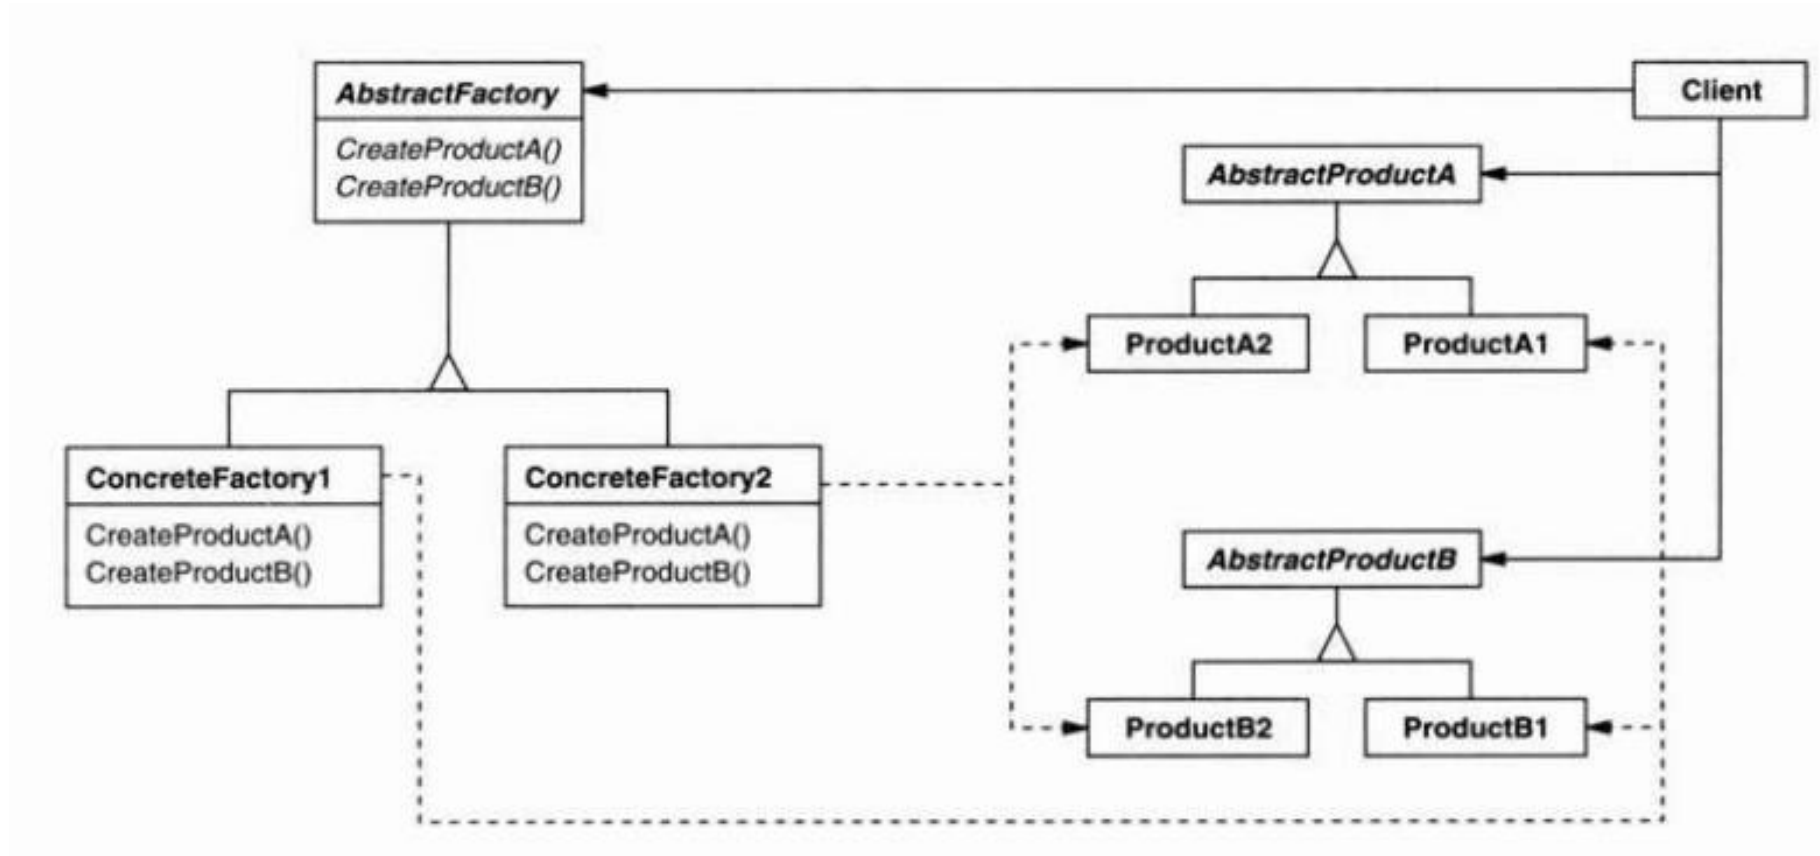 AbstractFactory
CreateProductA()
CreateProductB()
Client
AbstractProductA
ProductA2
ProductA1
ConcreteFactory1
CreateProductA()
CreateProductB()
ConcreteFactory2
CreateProductA()
CreateProductB()
AbstractProductB
ProductB2
ProductB1